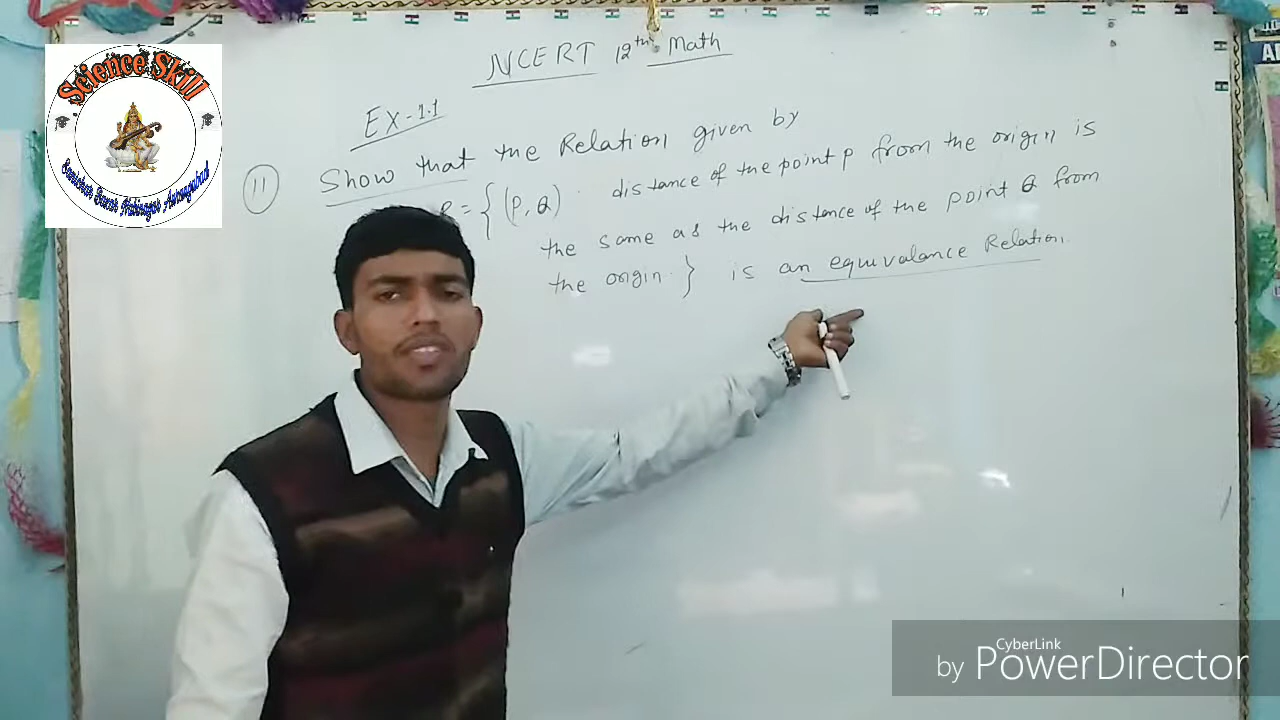 NCERT 12th Math
Ex-1.1
11 Show that the Relation given by
R = { (P, Q) distance of the point P from the origin is
the same as the distance of the point Q from
the origin } is an equivalance Relation.
Science Skill
CyberLink
by PowerDirector